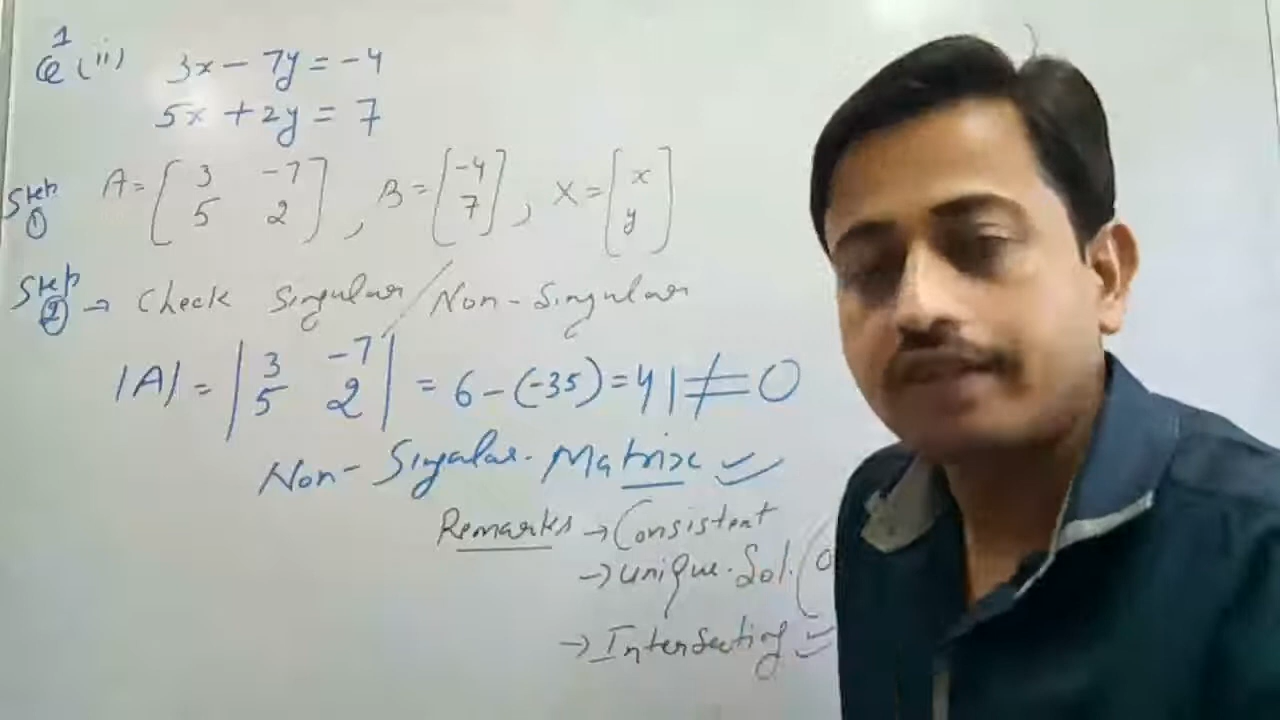 Q 1 (ii) 3x - 7y = -4
5x + 2y = 7
Step ① A = [3 -7
5 2], B = [-4
7], X = [x
y]
Step ② → Check Singular / Non-Singular
|A| = |3 -7
5 2| = 6 - (-35) = 41 ≠ 0
Non-Singular Matrix
Remarks → Consistent
→ unique. Sol. (
→ Intersecting